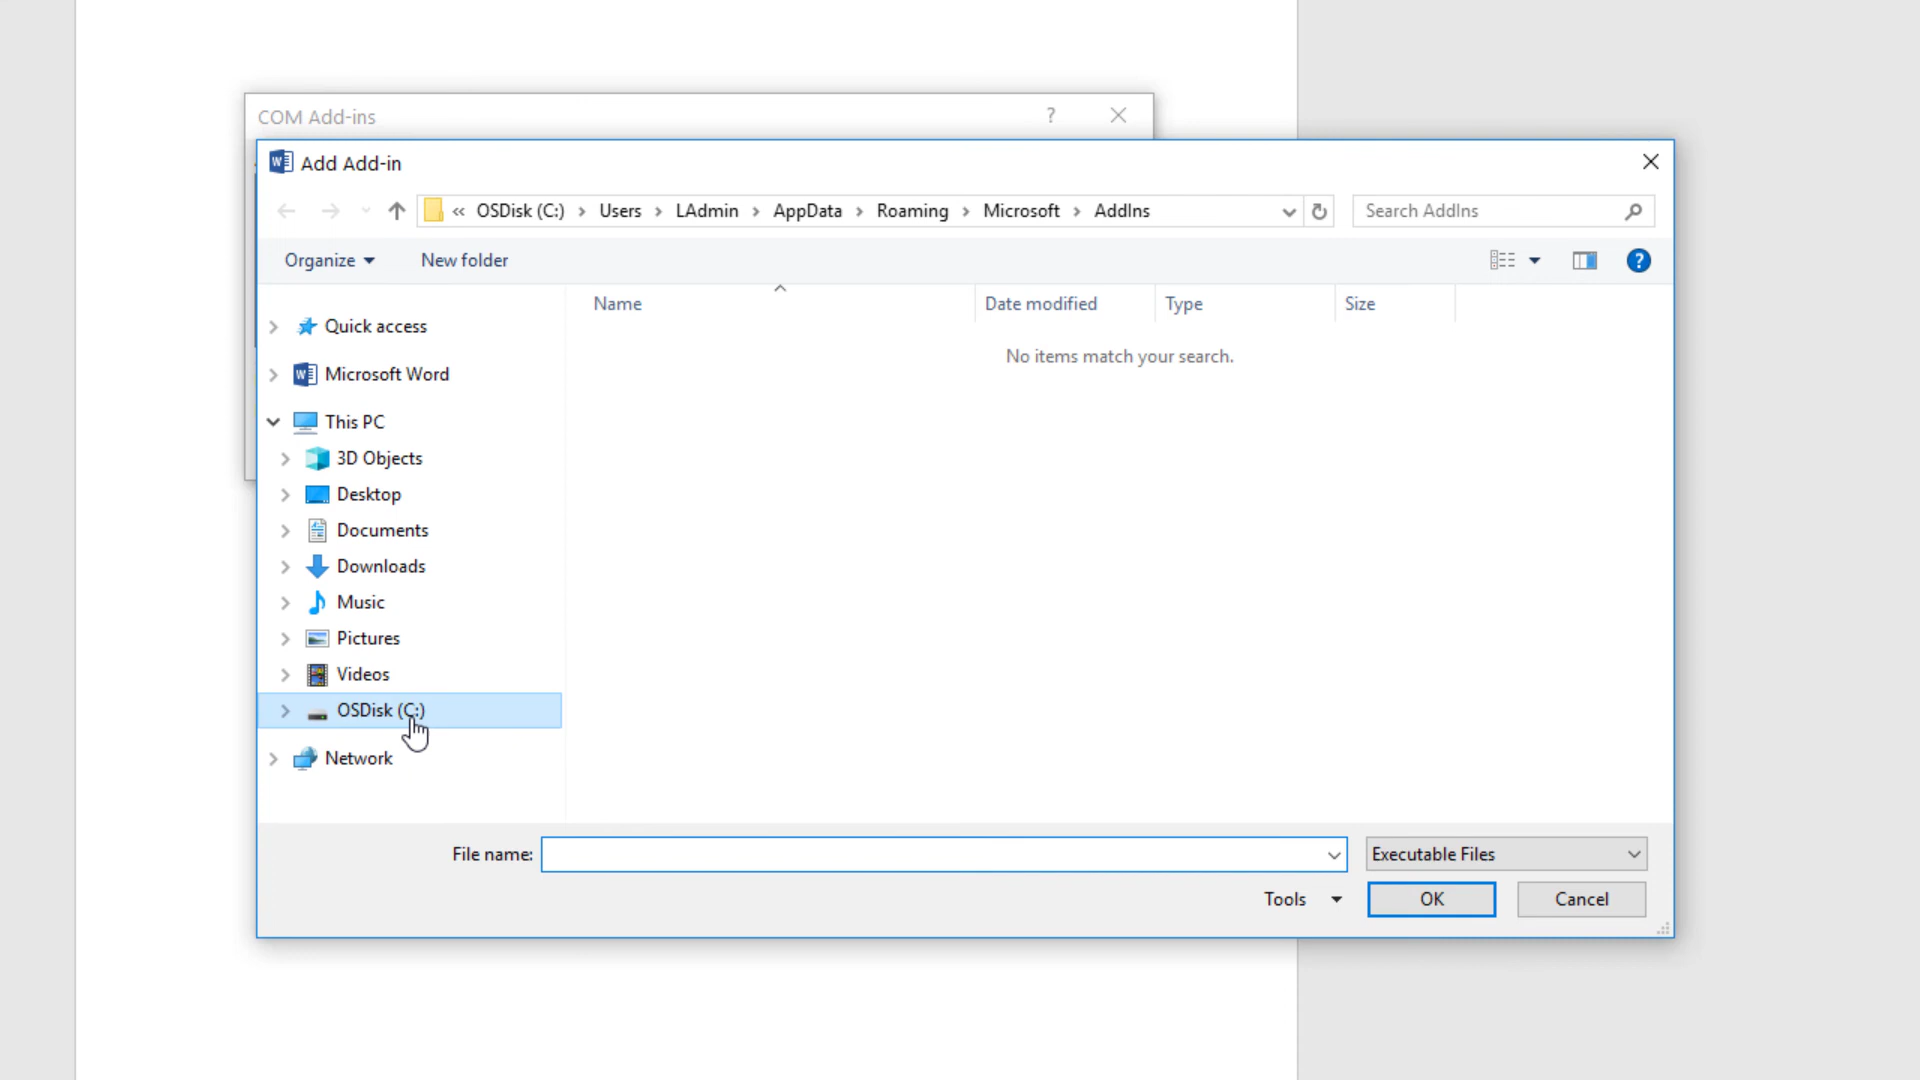 COM Add-ins ?
Add Add-in
« OSDisk (C:) › Users › LAdmin › AppData › Roaming › Microsoft › AddIns
Search AddIns
Organize New folder ?
Name Date modified Type Size
No items match your search.
Quick access
Microsoft Word
This PC
3D Objects
Desktop
Documents
Downloads
Music
Pictures
Videos
OSDisk (C:)
Network
File name: Executable Files
Tools OK Cancel